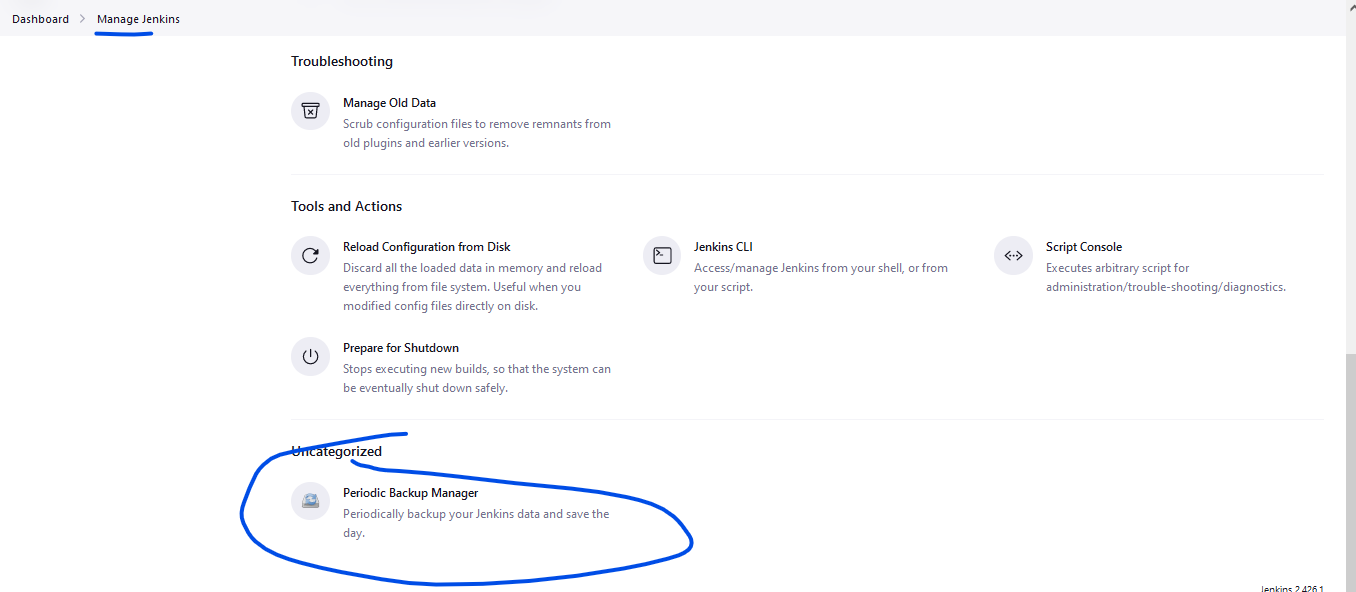 Dashboard > Manage Jenkins
Troubleshooting
Manage Old Data
Scrub configuration files to remove remnants from
old plugins and earlier versions.
Tools and Actions
Reload Configuration from Disk
Discard all the loaded data in memory and reload
everything from file system. Useful when you
modified config files directly on disk.
Jenkins CLI
Access/manage Jenkins from your shell, or from
your script.
Script Console
Executes arbitrary script for
administration/trouble-shooting/diagnostics.
Prepare for Shutdown
Stops executing new builds, so that the system can
be eventually shut down safely.
Uncategorized
Periodic Backup Manager
Periodically backup your Jenkins data and save the
day.
Jenkins 2.426.1